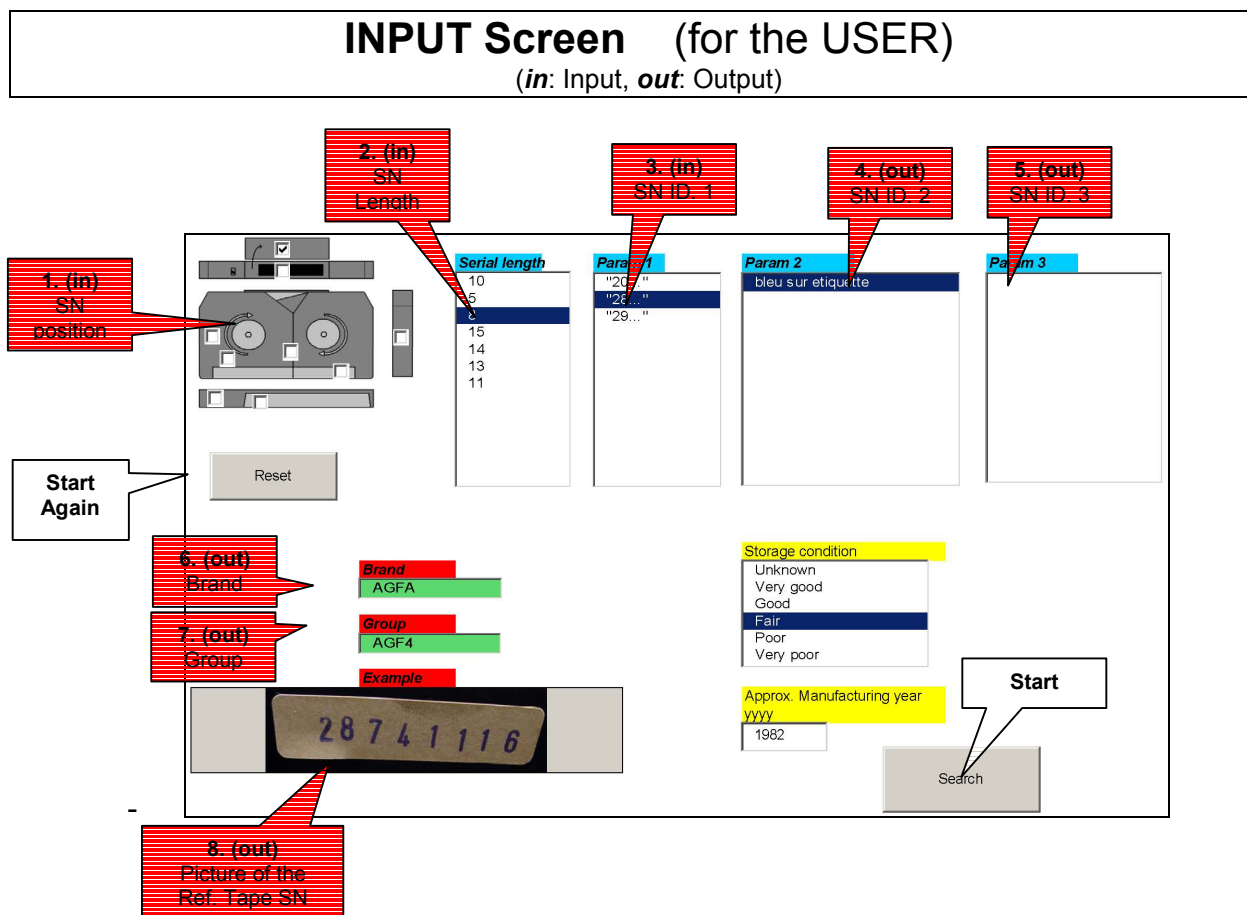 INPUT Screen (for the USER)
(in: Input, out: Output)
2. (in)
SN
Length
3. (in)
SN ID. 1
4. (out)
SN ID. 2
5. (out)
SN ID. 3
1. (in)
SN
position
Serial length
10
5
8
15
14
13
11
Param 1
"20..."
"28..."
"29..."
Param 2
bleu sur etiquette
Param 3
Start
Again
Reset
6. (out)
Brand
Brand
AGFA
7. (out)
Group
Group
AGF4
Example
28741116
8. (out)
Picture of the
Ref. Tape SN
Storage condition
Unknown
Very good
Good
Fair
Poor
Very poor
Approx. Manufacturing year
yyyy
1982
Start
Search
-